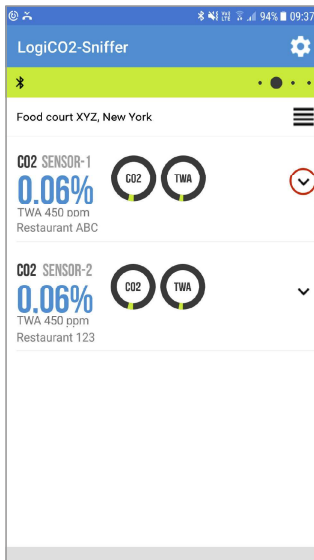 94% 09:37
LogiCO2-Sniffer
Food court XYZ, New York
CO2 SENSOR-1
0.06%
CO2 TWA
TWA 450 ppm
Restaurant ABC
CO2 SENSOR-2
0.06%
CO2 TWA
TWA 450 ppm
Restaurant 123